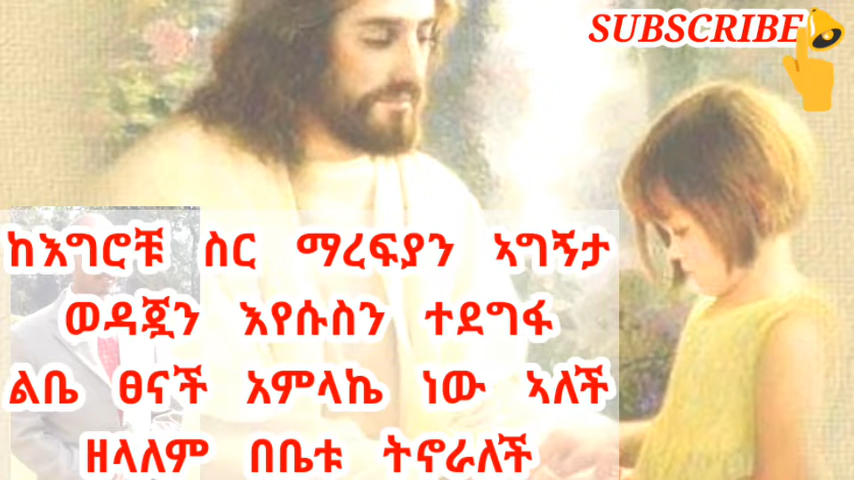 SUBSCRIBE
ከእግሮቹ ስር ማረፍያን ኣግኝታ
ወዳጇን እየሱስን ተደግፋ
ልቤ ፀናች አምላኬ ነው ኣለች
ዘላለም በቤቱ ትኖራለች